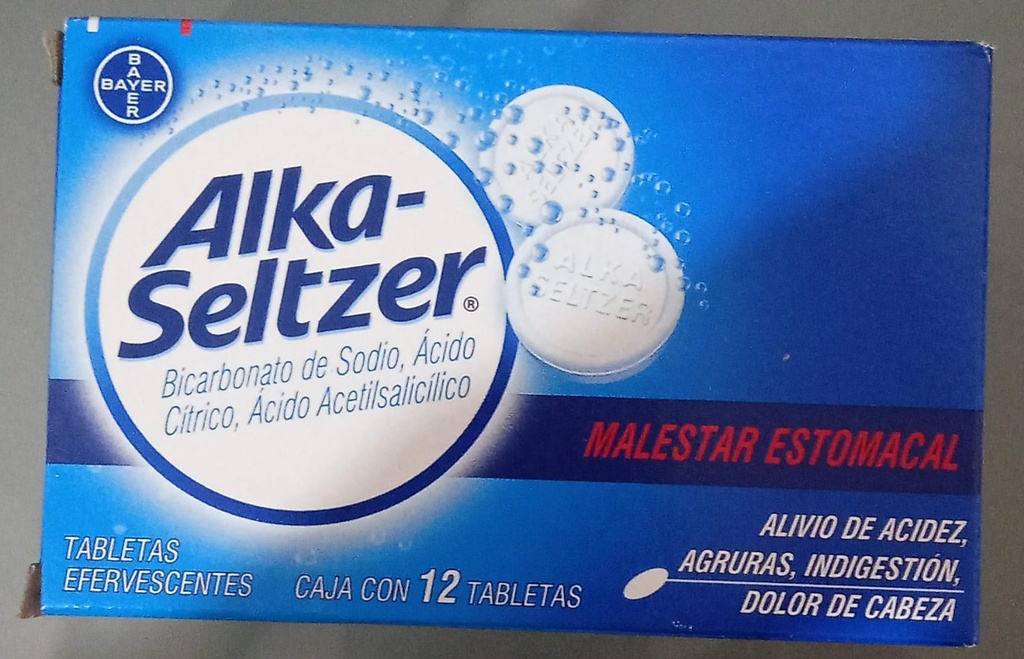 BAYER
BAYER
Alka-
Seltzer®
Bicarbonato de Sodio, Ácido
Cítrico, Ácido Acetilsalicílico
ALKA
SELTZER
MALESTAR ESTOMACAL
ALIVIO DE ACIDEZ,
AGRURAS, INDIGESTIÓN,
DOLOR DE CABEZA
TABLETAS
EFERVESCENTES
CAJA CON 12 TABLETAS